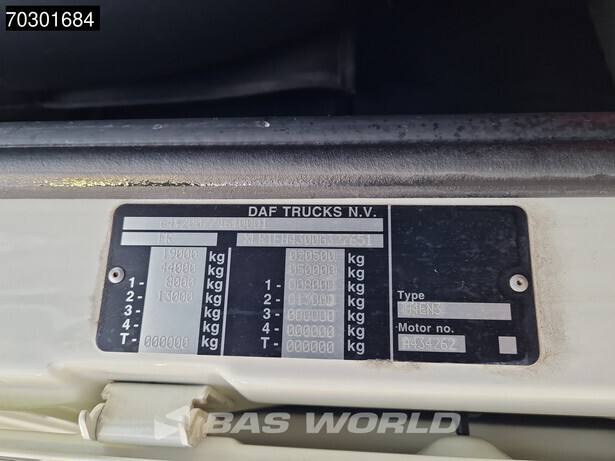 70301684
DAF TRUCKS N.V.
19000 kg 020500 kg
44000 kg 050000 kg
1- 8000 kg 1- 008000 kg
2- 13000 kg 2- 013000 kg
3- kg 3- 000000 kg
4- kg 4- 000000 kg
T- 000000 kg T- 000000 kg
Type
Motor no.
A434262
BAS WORLD